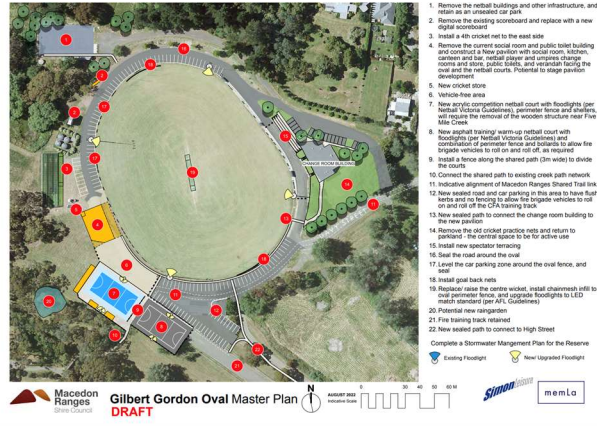 1. Remove the netball buildings and other infrastructure, and
retain as an unsealed car park
2. Remove the existing scoreboard and replace with a new
digital scoreboard
3. Install a 4th cricket net to the east side
4. Remove the current social room and public toilet building
and construct a New pavilion with social room, kitchen,
canteen and bar, netball player and umpires change
rooms and store, public toilets, and verandah facing the
oval and the netball courts. Potiential to stage pavilion
development
5. New cricket store
6. Vehicle-free area
7. New acrylic competition netball court with floodlights (per
Netball Victoria Guidelines), perimeter fence and shelters,
will require the removal of the wooden structure near Five
Mile Creek
8. New asphalt training/ warm-up netball court with
floodlights (per Netball Victoria Guidelines) and
combination of perimeter fence and bollards to allow fire
brigade vehicles to roll on and roll off, as required
9. Install a fence along the shared path (3m wide) to divide
the courts
10. Connect the shared path to existing creek path network
11. Indicative alignment of Macedon Ranges Shared Trail link
12. New sealed road and car parking in this area to have flush
kerbs and no fencing to allow fire brigade vehicles to roll
on and roll off the CFA training track
13. New sealed path to connect the change room building to
the new pavilion
14. Remove the old cricket practice nets and return to
parkland - the central space to be for active use
15. Install new spectator terracing
16. Seal the road around the oval
17. Level the car parking zone around the oval fence, and
seal
18. Install goal back nets
19. Replace/ raise the centre wicket, install chainmesh infill to
oval perimeter fence, and upgrade floodlights to LED
match standard (per AFL Guidelines)
20. Potential new raingarden
21. Fire training track retained
22. New sealed path to connect to High Street
Complete a Stormwater Mangement Plan for the Reserve
Existing Floodlight
New/ Upgraded Floodlight
CHANGE ROOM BUILDING
Macedon
Ranges
Shire Council
Gilbert Gordon Oval Master Plan
DRAFT
N
AUGUST 2022
Indicative Scale
0 30 40 60 M
Simonleisure
memLa